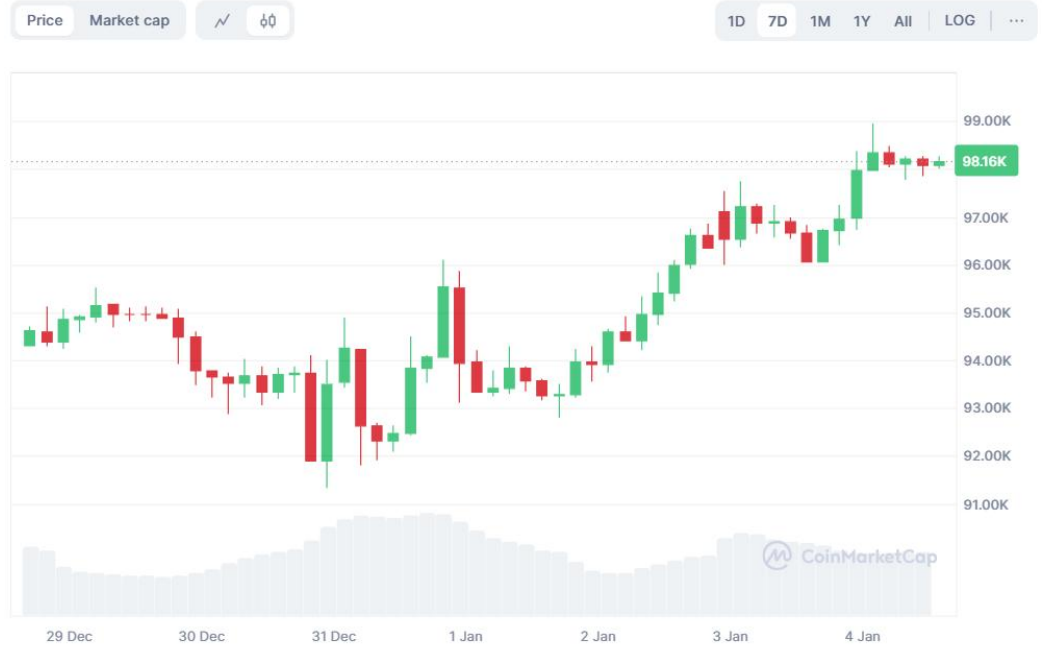 Price Market cap 1D 7D 1M 1Y All LOG ...
99.00K
98.16K
97.00K
96.00K
95.00K
94.00K
93.00K
92.00K
91.00K
CoinMarketCap
29 Dec 30 Dec 31 Dec 1 Jan 2 Jan 3 Jan 4 Jan